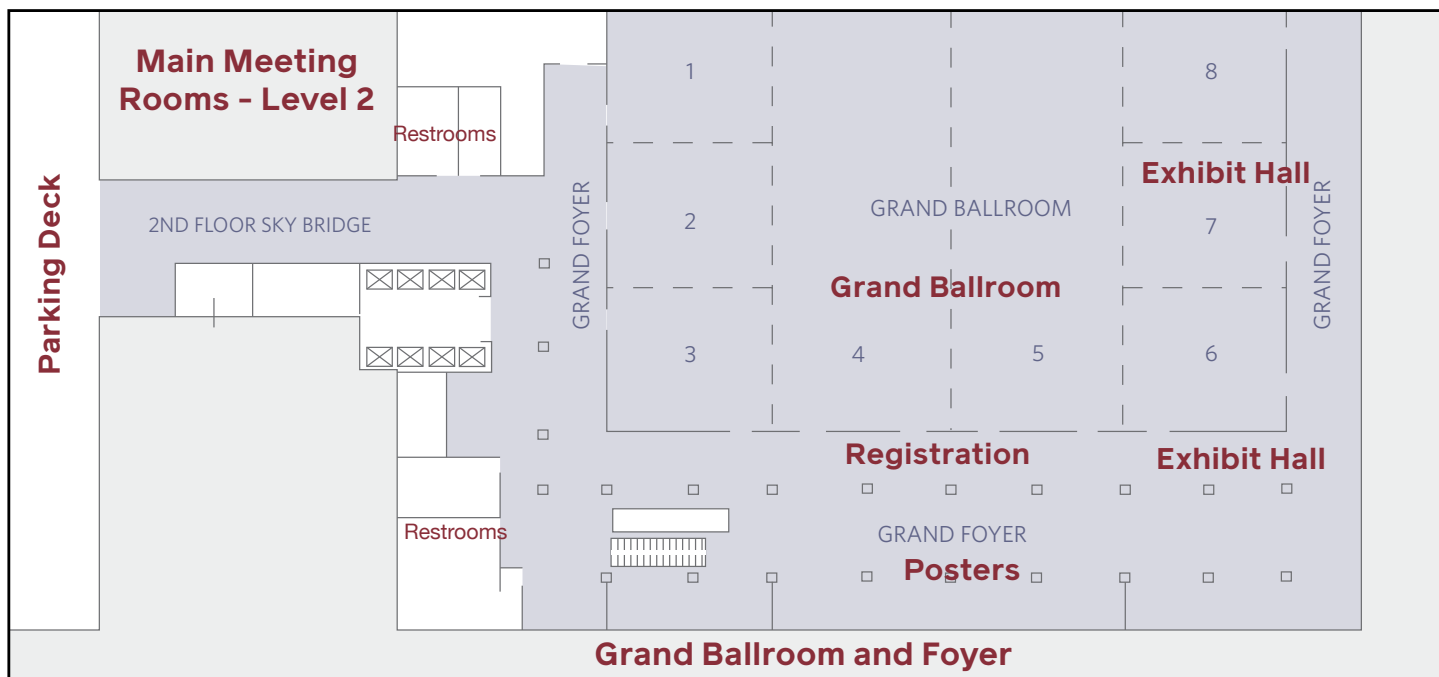 Main Meeting
Rooms - Level 2
Restrooms
Parking Deck
2ND FLOOR SKY BRIDGE
GRAND FOYER
1
8
Exhibit Hall
2
GRAND BALLROOM
7
GRAND FOYER
Grand Ballroom
3
4
5
6
Registration
Exhibit Hall
Restrooms
GRAND FOYER
Posters
Grand Ballroom and Foyer